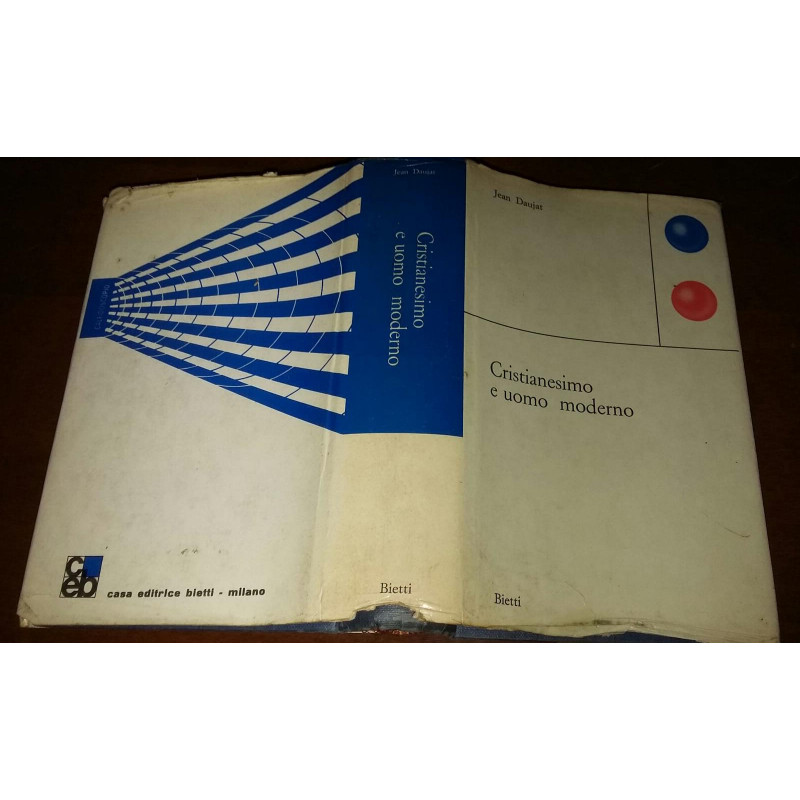 Jean Daujat
Cristianesimo
e uomo moderno
Bietti
Jean Daujat
Cristianesimo
e uomo moderno
Bietti
ceb
casa editrice bietti - milano